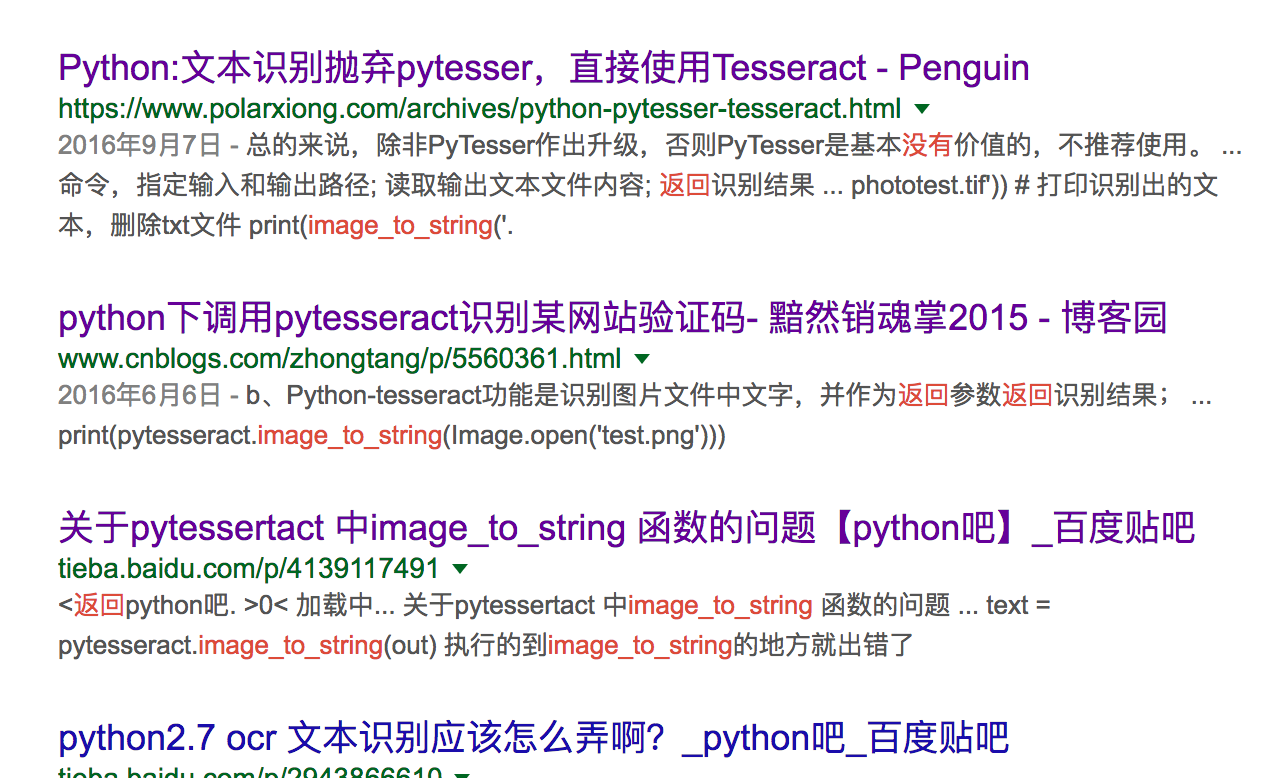 Python:文本识别抛弃pytesser，直接使用Tesseract - Penguin
https://www.polarxiong.com/archives/python-pytesser-tesseract.html
2016年9月7日 - 总的来说，除非PyTesser作出升级，否则PyTesser是基本没有价值的，不推荐使用。 ...
命令，指定输入和输出路径; 读取输出文本文件内容; 返回识别结果 ... phototest.tif')) # 打印识别出的文
本，删除txt文件 print(image_to_string('.
python下调用pytesseract识别某网站验证码- 黯然销魂掌2015 - 博客园
www.cnblogs.com/zhongtang/p/5560361.html
2016年6月6日 - b、Python-tesseract功能是识别图片文件中文字，并作为返回参数返回识别结果； ...
print(pytesseract.image_to_string(Image.open('test.png')))
关于pytessertact 中image_to_string 函数的问题【python吧】_百度贴吧
tieba.baidu.com/p/4139117491
<返回python吧. >0< 加载中... 关于pytessertact 中image_to_string 函数的问题 ... text =
pytesseract.image_to_string(out) 执行的到image_to_string的地方就出错了
python2.7 ocr 文本识别应该怎么弄啊？_python吧_百度贴吧
tieba.baidu.com/p/2943866610